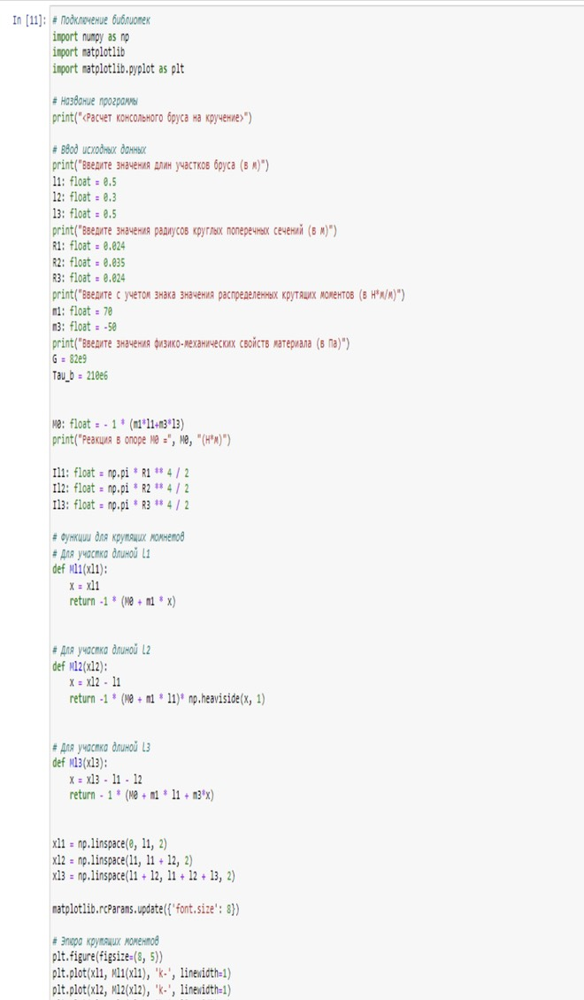 In [11]: # Подключение библиотек
import numpy as np
import matplotlib
import matplotlib.pyplot as plt
# Название программы
print("<Расчет консольного бруса на кручение>")
# Ввод исходных данных
print("Введите значения длин участков бруса (в м)")
l1: float = 0.5
l2: float = 0.3
l3: float = 0.5
print("Введите значения радиусов круглых поперечных сечений (в м)")
R1: float = 0.024
R2: float = 0.035
R3: float = 0.024
print("Введите с учетом знака значения распределенных крутящих моментов (в Н*м/м)")
m1: float = 70
m3: float = -50
print("Введите значения физико-механических свойств материала (в Па)")
G = 82e9
Tau_b = 210e6
M0: float = - 1 * (m1*l1+m3*l3)
print("Реакция в опоре M0 =", M0, "(Н*м)")
Il1: float = np.pi * R1 ** 4 / 2
Il2: float = np.pi * R2 ** 4 / 2
Il3: float = np.pi * R3 ** 4 / 2
# Функции для крутящих момнетов
# Для участка длиной l1
def Ml1(xl1):
    x = xl1
    return -1 * (M0 + m1 * x)
# Для участка длиной l2
def Ml2(xl2):
    x = xl2 - l1
    return -1 * (M0 + m1 * l1)* np.heaviside(x, 1)
# Для участка длиной l3
def Ml3(xl3):
    x = xl3 - l1 - l2
    return - 1 * (M0 + m1 * l1 + m3*x)
xl1 = np.linspace(0, l1, 2)
xl2 = np.linspace(l1, l1 + l2, 2)
xl3 = np.linspace(l1 + l2, l1 + l2 + l3, 2)
matplotlib.rcParams.update({'font.size': 8})
# Эпюра крутящих моментов
plt.figure(figsize=(8, 5))
plt.plot(xl1, Ml1(xl1), 'k-', linewidth=1)
plt.plot(xl2, Ml2(xl2), 'k-', linewidth=1)